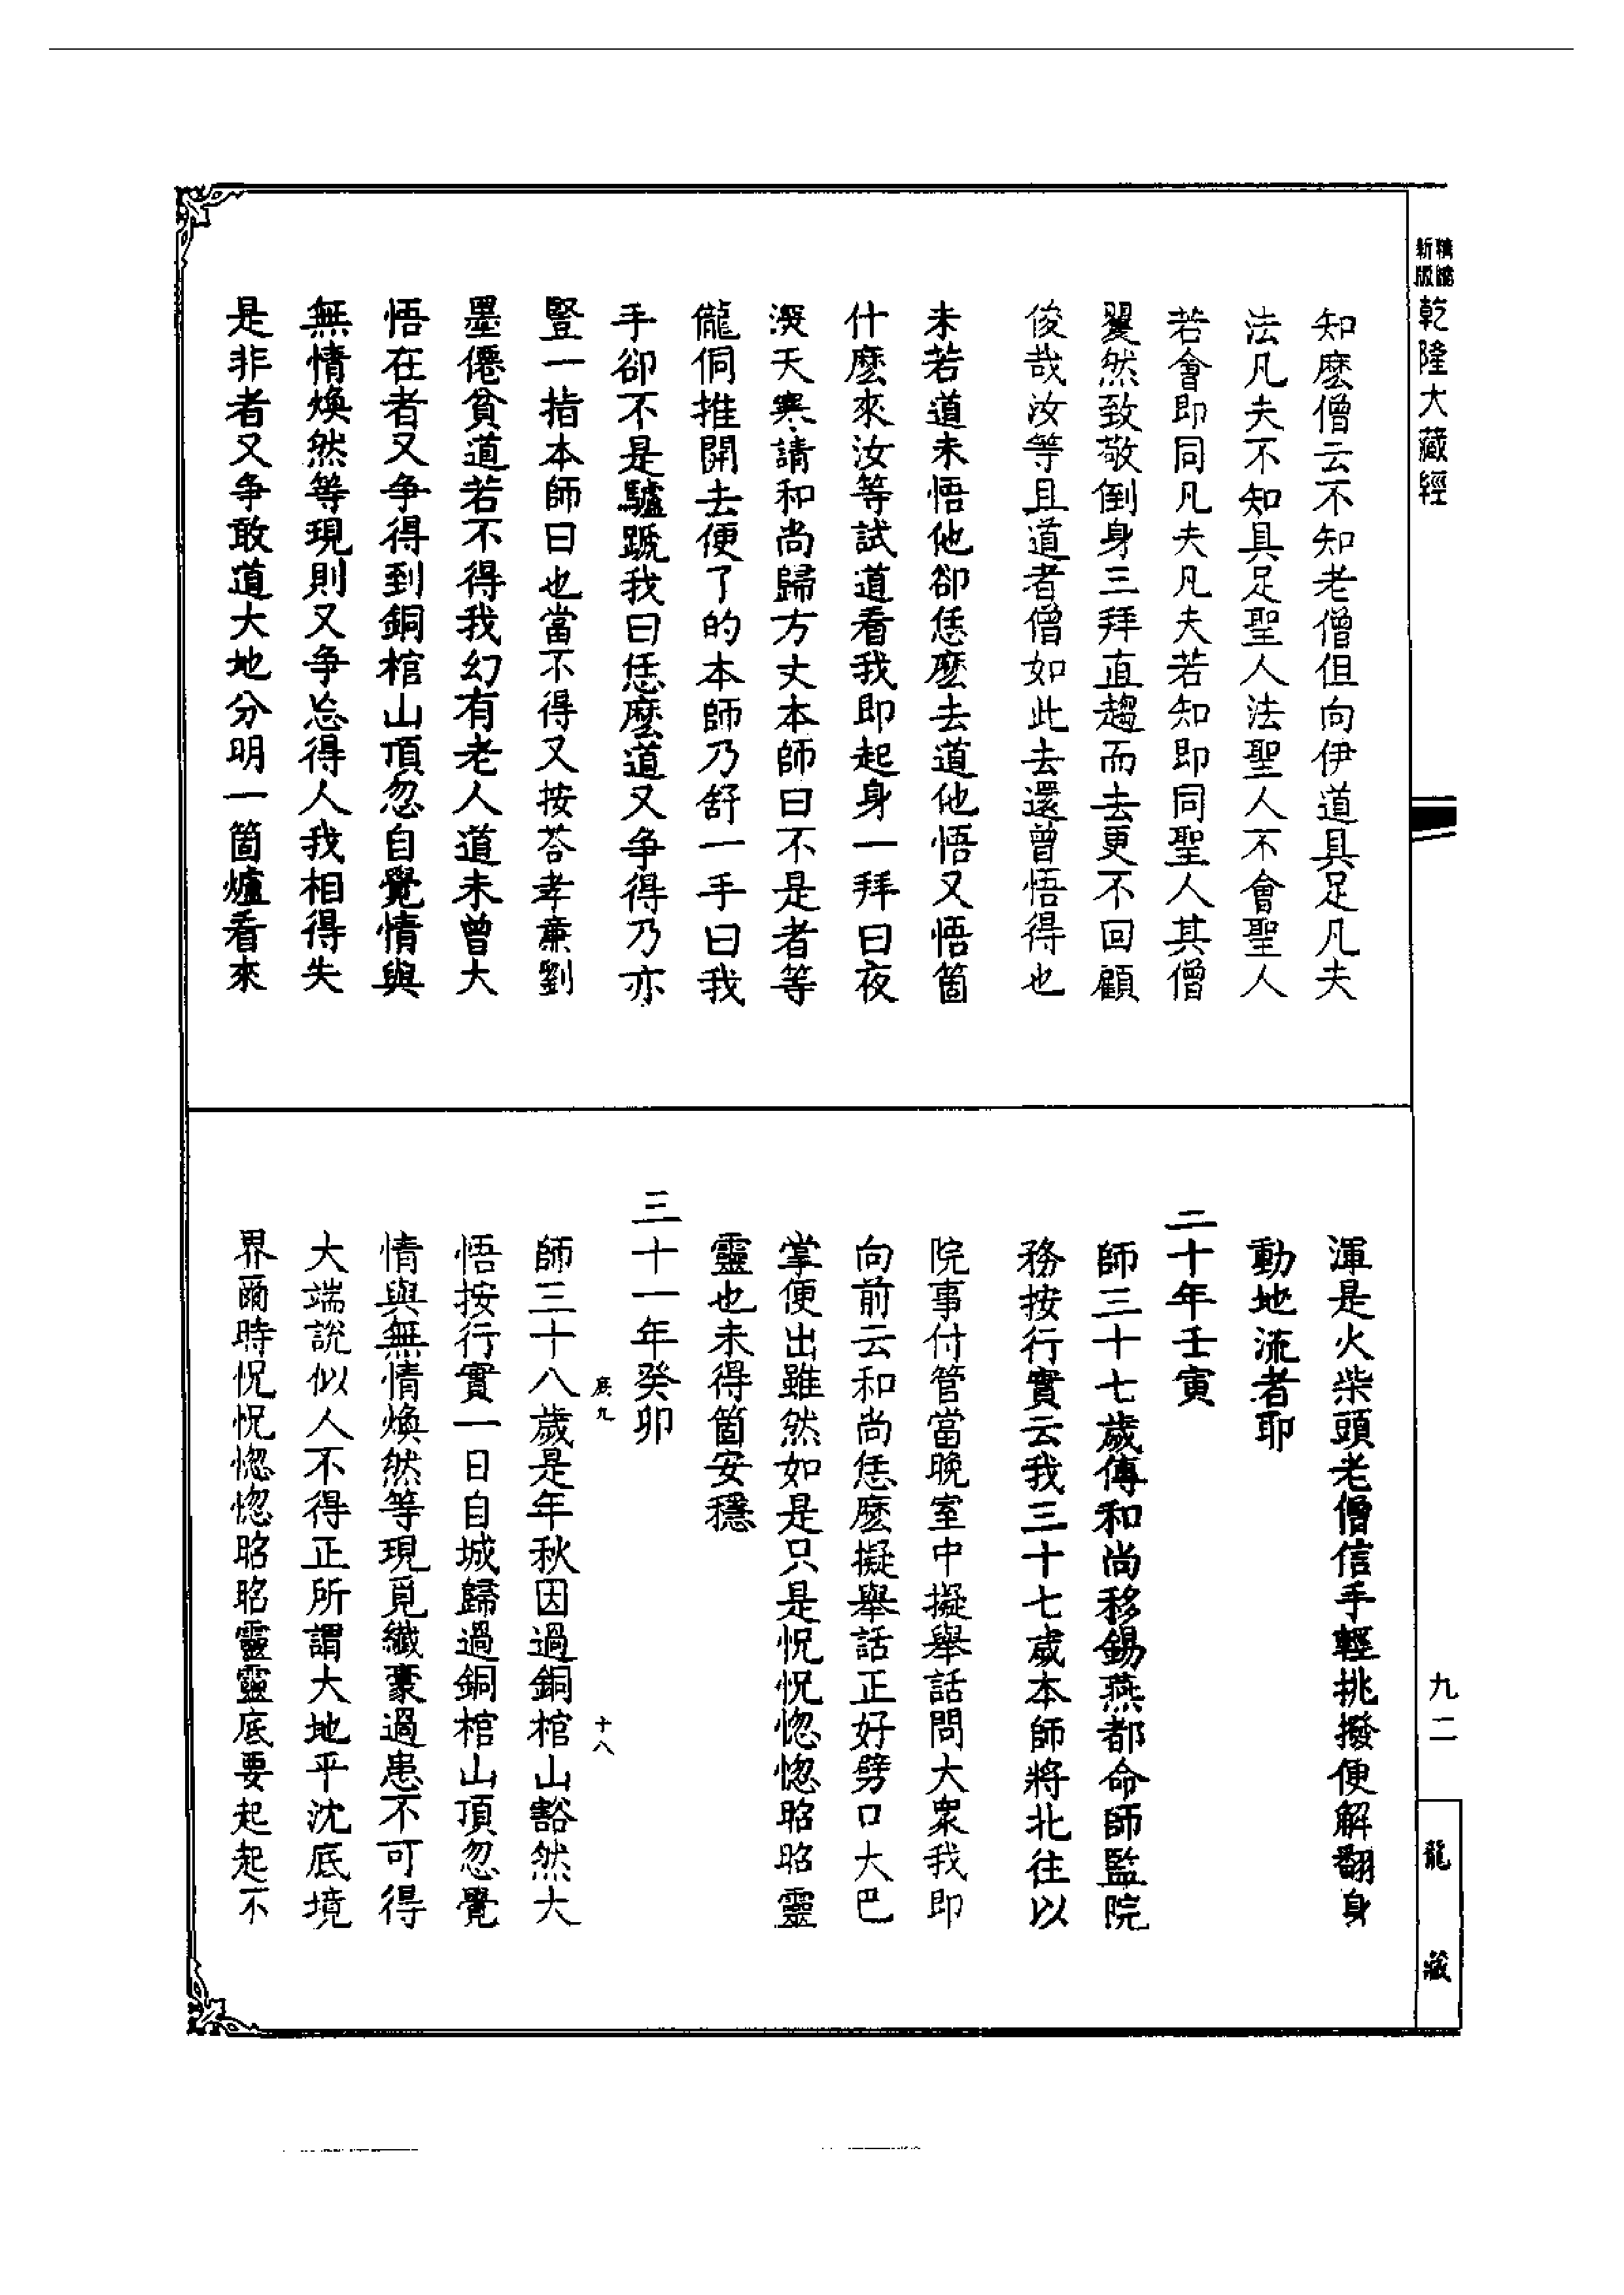 精縮
新版
乾隆大藏經
知麼僧云不知老僧但向伊道具足凡夫
法凡夫不知具足聖人法聖人不會聖人
若會即同凡夫凡夫若知即同聖人其僧
矍然致敬倒身三拜直趨而去更不回顧
俊哉汝等且道者僧如此去還曾悟得也
未若道未悟他卻恁麼去道他悟又悟箇
什麼來汝等試道看我即起身一拜曰夜
深天寒請和尚歸方丈本師曰不是者等
儱侗推開去便了的本師乃舒一手曰我
手卻不是驢蹏我曰恁麼道又争得乃亦
豎一指本師曰也當不得又按荅孝亷劉
墨僊貧道若不得我幻有老人道未曾大
悟在者又争得到銅棺山頂忽自覺情與
無情煥然等現則又争忘得人我相得失
是非者又争敢道大地分明一箇爐看來
渾是火柴頭老僧信手輕挑撥便解翻身
動地流者耶
二十年壬寅
師三十七歲傳和尚移錫燕都命師監院
務按行實云我三十七歲本師將北往以
院事付管當晚室中擬舉話問大衆我即
向前云和尚恁麼擬舉話正好劈口大巴
掌便出雖然如是只是怳怳惚惚昭昭靈
靈也未得箇安穩
三十一年癸卯
九
十八
師三十八歲是年秋因過銅棺山豁然大
悟按行實一日自城歸過銅棺山頂忽覺
情與無情煥然等現覓纖豪過患不可得
大端說似人不得正所謂大地平沈底境
界爾時怳怳惚惚昭昭靈靈底要起起不
九二
龍
藏